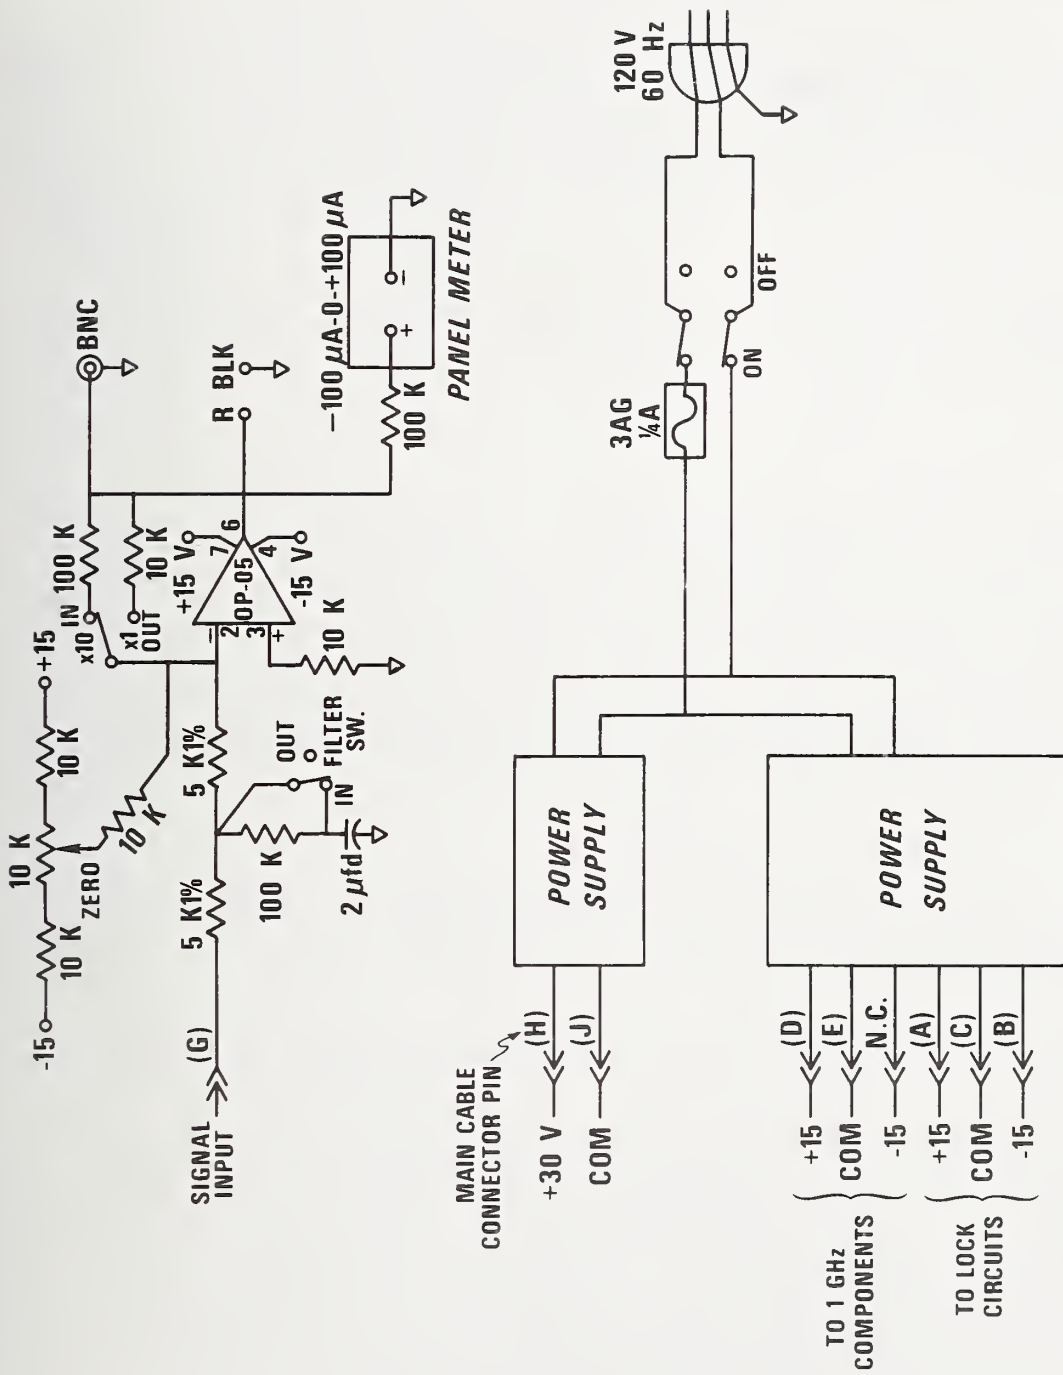 -15
10 K
10 K
ZERO
10 K
10 K
+15
x10
IN
100 K
x1
OUT
10 K
BNC
SIGNAL
INPUT
(G)
5 K1%
5 K1%
100 K
2 µfd
OUT
IN
FILTER
SW.
−
2
3
+
OP-05
+15 V
7
6
4
-15 V
10 K
R BLK
−100 µA-0-+100 µA
100 K
+
−
PANEL METER
MAIN CABLE
CONNECTOR PIN
+30 V
(H)
COM
(J)
POWER
SUPPLY
3AG
¼A
ON
OFF
120 V
60 Hz
TO 1 GHz
COMPONENTS
+15
(D)
COM
(E)
-15
N.C.
TO LOCK
CIRCUITS
+15
(A)
COM
(C)
-15
(B)
POWER
SUPPLY